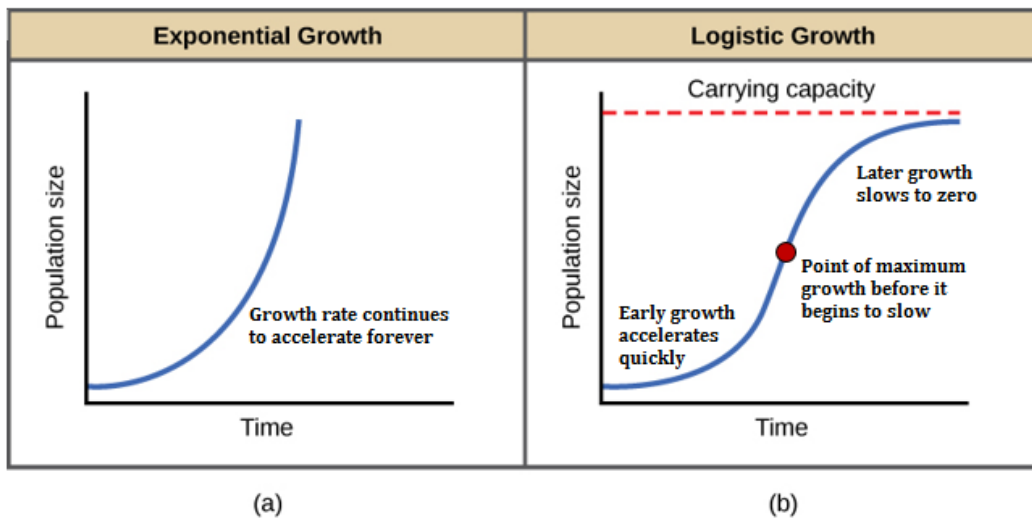 Exponential Growth
Logistic Growth
Population size
Growth rate continues
to accelerate forever
Time
Carrying capacity
Population size
Later growth
slows to zero
Point of maximum
growth before it
begins to slow
Early growth
accelerates
quickly
Time
(a)
(b)